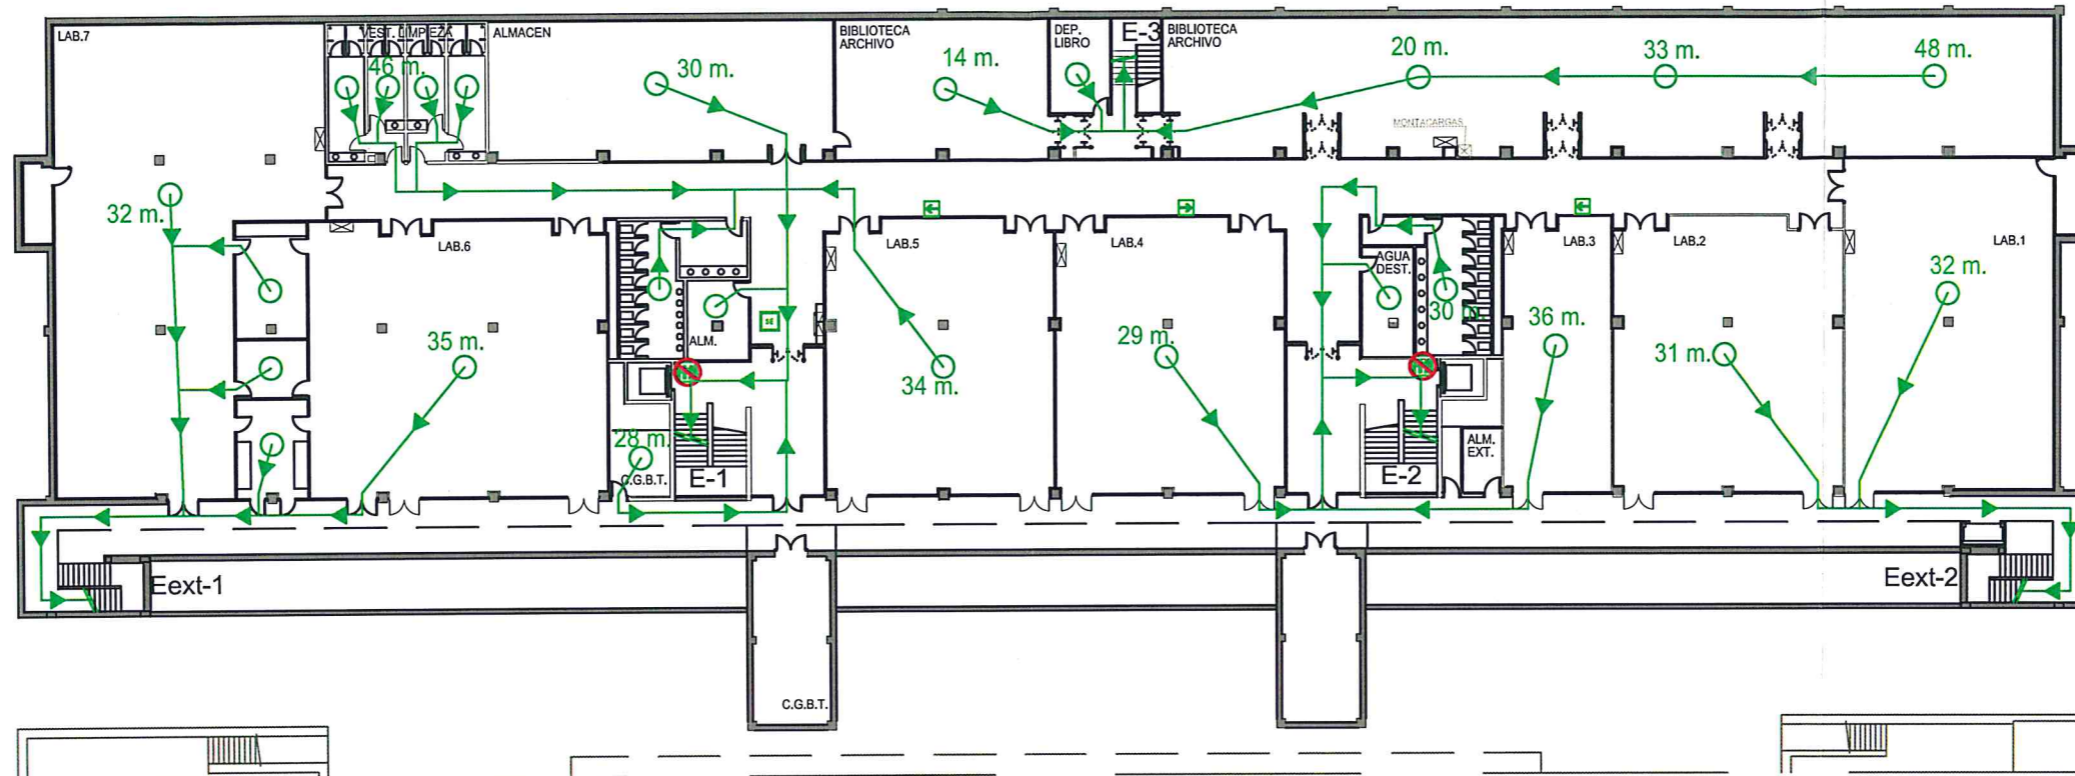 LAB.7
VEST. LIMPIEZA
ALMACEN
BIBLIOTECA
ARCHIVO
DEP.
LIBRO
E-3
BIBLIOTECA
ARCHIVO
46 m.
30 m.
14 m.
20 m.
33 m.
48 m.
MONTACARGAS
32 m.
LAB.6
LAB.5
LAB.4
LAB.3
LAB.2
LAB.1
AGUA
DEST.
32 m.
30 m.
ALM.
35 m.
34 m.
29 m.
36 m.
31 m.
28 m.
C.G.B.T.
E-1
E-2
ALM.
EXT.
Eext-1
Eext-2
C.G.B.T.